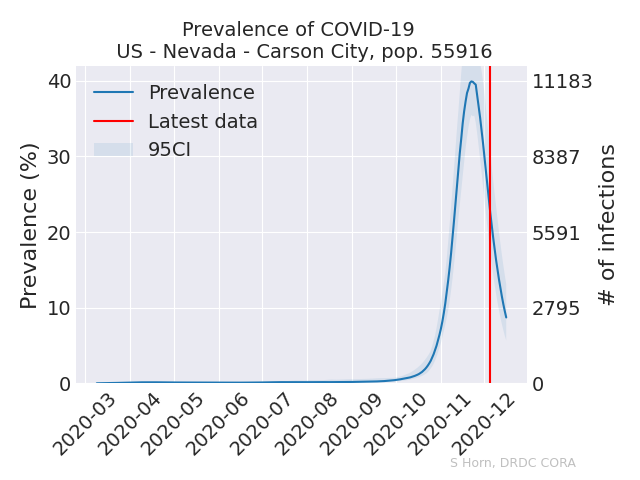 Prevalence of COVID-19
US - Nevada - Carson City, pop. 55916
40
30
20
10
0
Prevalence (%)
Prevalence
Latest data
95CI
11183
8387
5591
2795
0
# of infections
2020-03
2020-04
2020-05
2020-06
2020-07
2020-08
2020-09
2020-10
2020-11
2020-12
S Horn, DRDC CORA